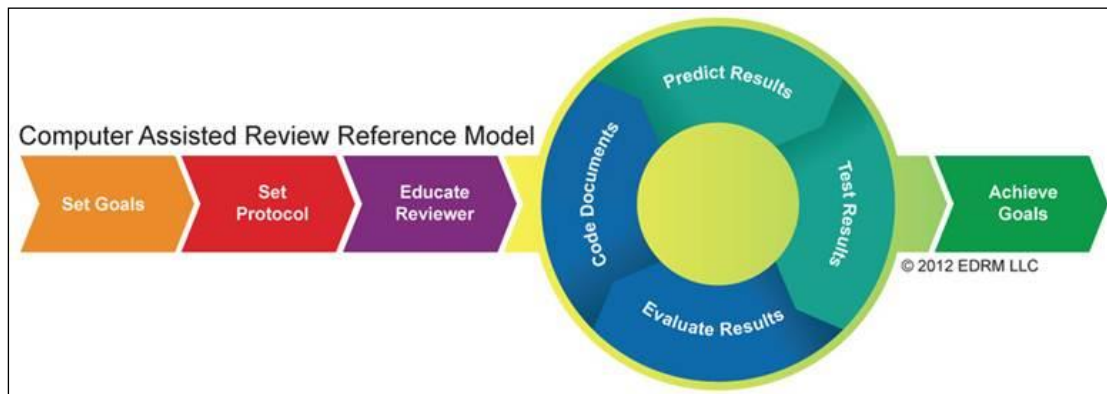 Computer Assisted Review Reference Model
Set Goals
Set
Protocol
Educate
Reviewer
Code Documents
Predict Results
Test Results
Evaluate Results
Achieve
Goals
© 2012 EDRM LLC